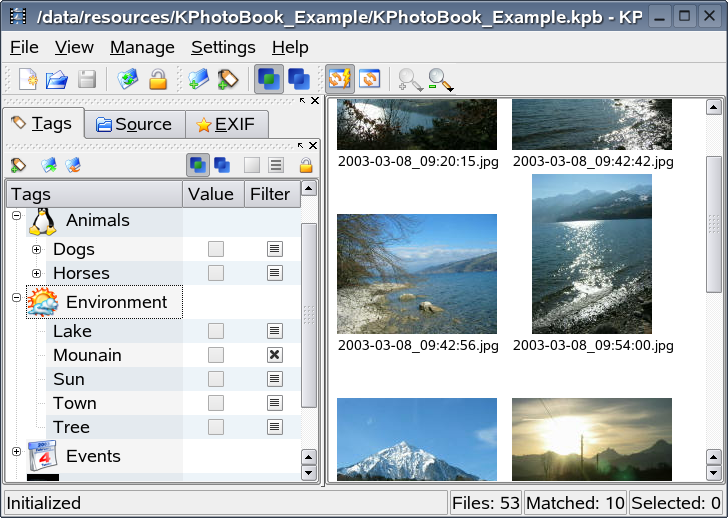 /data/resources/KPhotoBook_Example/KPhotoBook_Example.kpb - KP
File View Manage Settings Help
Tags Source EXIF
Tags Value Filter
Animals
Dogs
Horses
Environment
Lake
Mounain
Sun
Town
Tree
4
Events
2003-03-08_09:20:15.jpg 2003-03-08_09:42:42.jpg
2003-03-08_09:42:56.jpg 2003-03-08_09:54:00.jpg
Initialized Files: 53 Matched: 10 Selected: 0